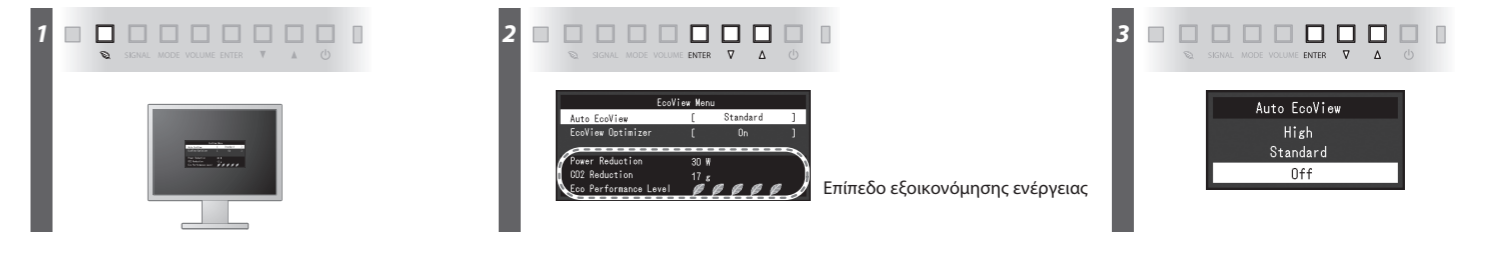 1
SIGNAL MODE VOLUME ENTER ▼ ▲
2
SIGNAL MODE VOLUME ENTER ∇ Δ
EcoView Menu
Auto EcoView [ Standard ]
EcoView Optimizer [ On ]
Power Reduction 30 W
CO2 Reduction 17 g
Eco Performance Level
Επίπεδο εξοικονόμησης ενέργειας
3
SIGNAL MODE VOLUME ENTER ∇ Δ
Auto EcoView
High
Standard
Off